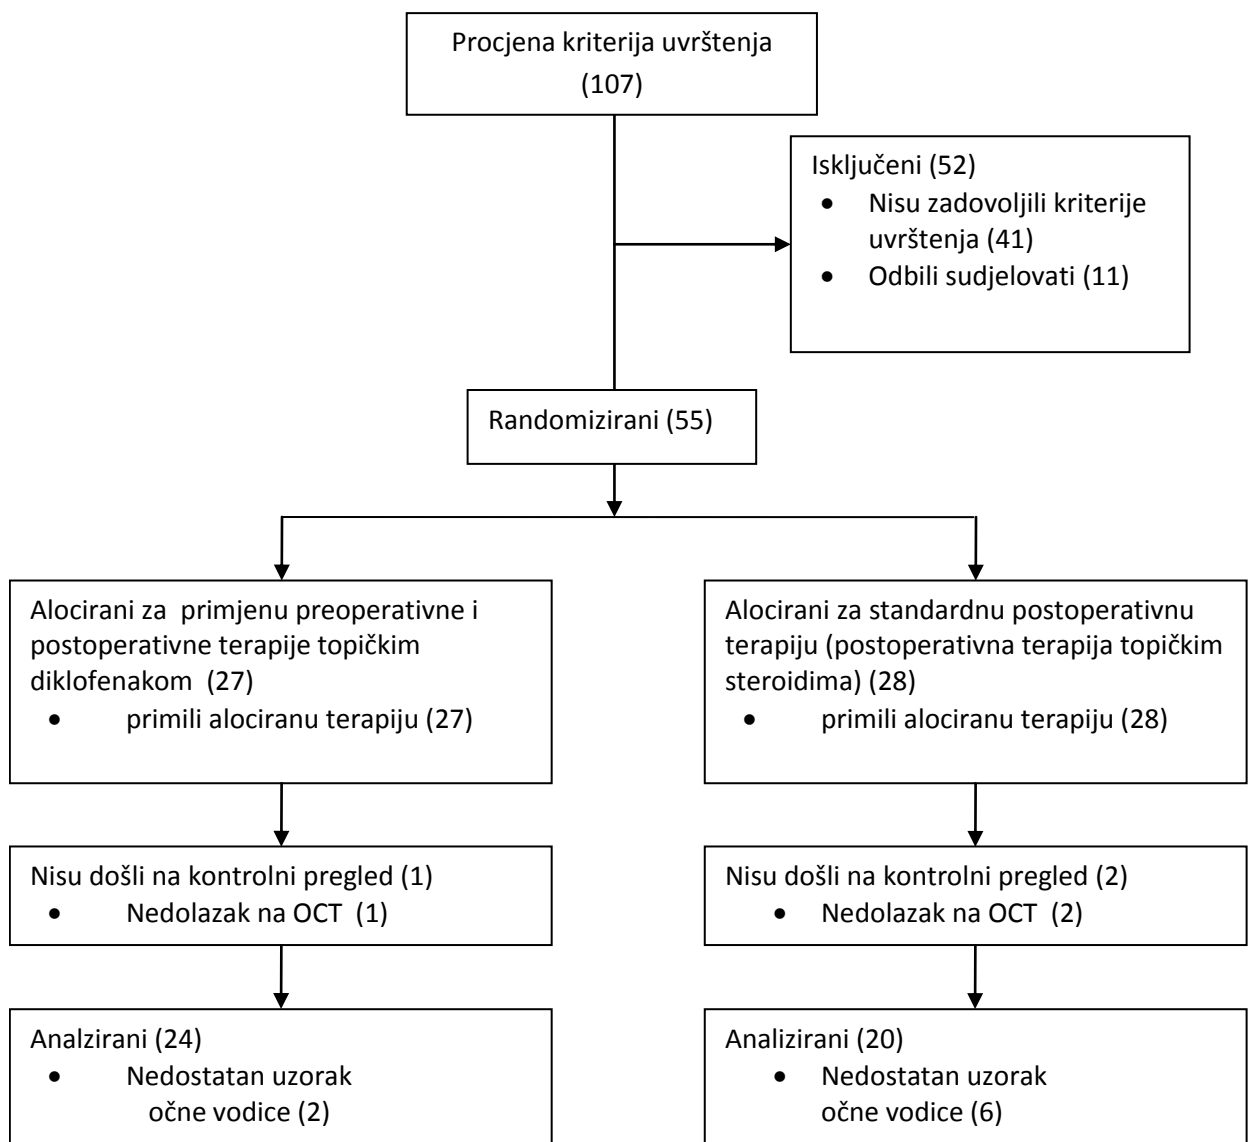 Procjena kriterija uvrštenja
(107)
Isključeni (52)
• Nisu zadovoljili kriterije
uvrštenja (41)
• Odbili sudjelovati (11)
Randomizirani (55)
Alocirani za primjenu preoperativne i
postoperativne terapije topičkim
diklofenakom (27)
• primili alociranu terapiju (27)
Alocirani za standardnu postoperativnu
terapiju (postoperativna terapija topičkim
steroidima) (28)
• primili alociranu terapiju (28)
Nisu došli na kontrolni pregled (1)
• Nedolazak na OCT (1)
Nisu došli na kontrolni pregled (2)
• Nedolazak na OCT (2)
Analzirani (24)
• Nedostatan uzorak
očne vodice (2)
Analizirani (20)
• Nedostatan uzorak
očne vodice (6)